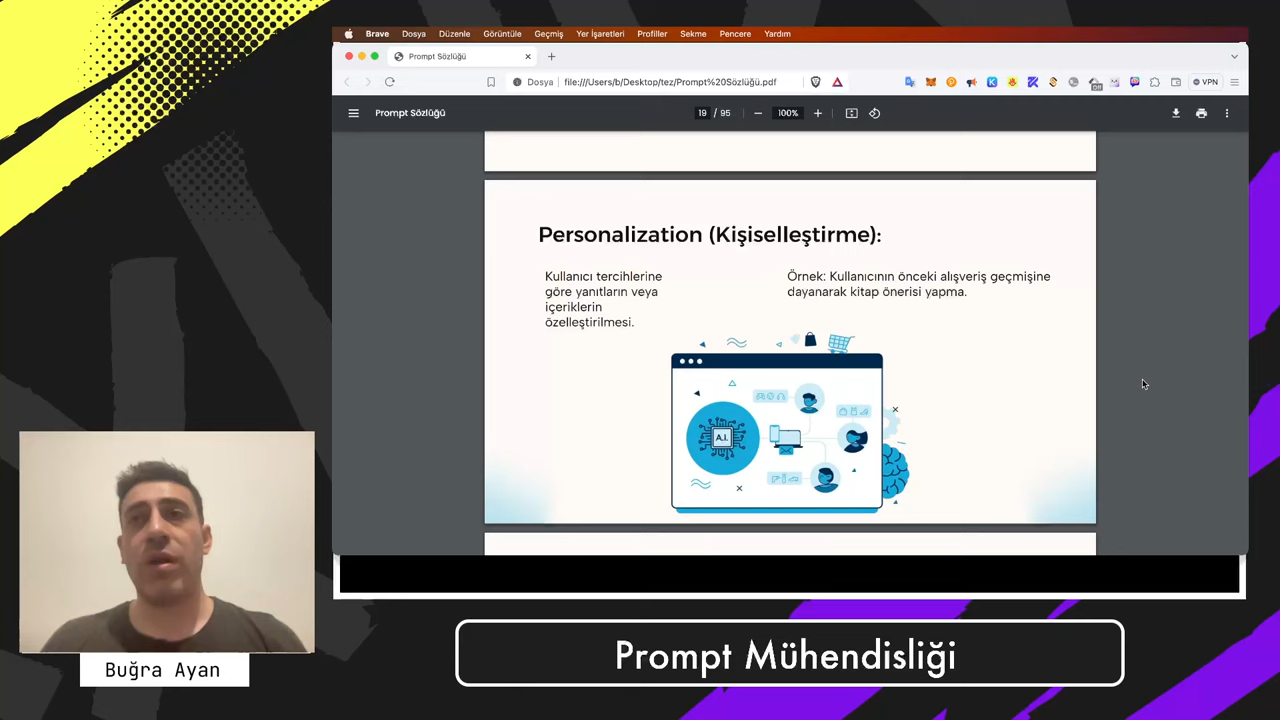 Brave Dosya Düzenle Görüntüle Geçmiş Yer İşaretleri Profiller Sekme Pencere Yardım
Prompt Sözlüğü
Dosya file:///Users/b/Desktop/tez/Prompt%20Sözlüğü.pdf
VPN
Prompt Sözlüğü
19 / 95
100%
Personalization (Kişiselleştirme):
Kullanıcı tercihlerine
göre yanıtların veya
içeriklerin
özelleştirilmesi.
Örnek: Kullanıcının önceki alışveriş geçmişine
dayanarak kitap önerisi yapma.
A.I.
Buğra Ayan
Prompt Mühendisliği